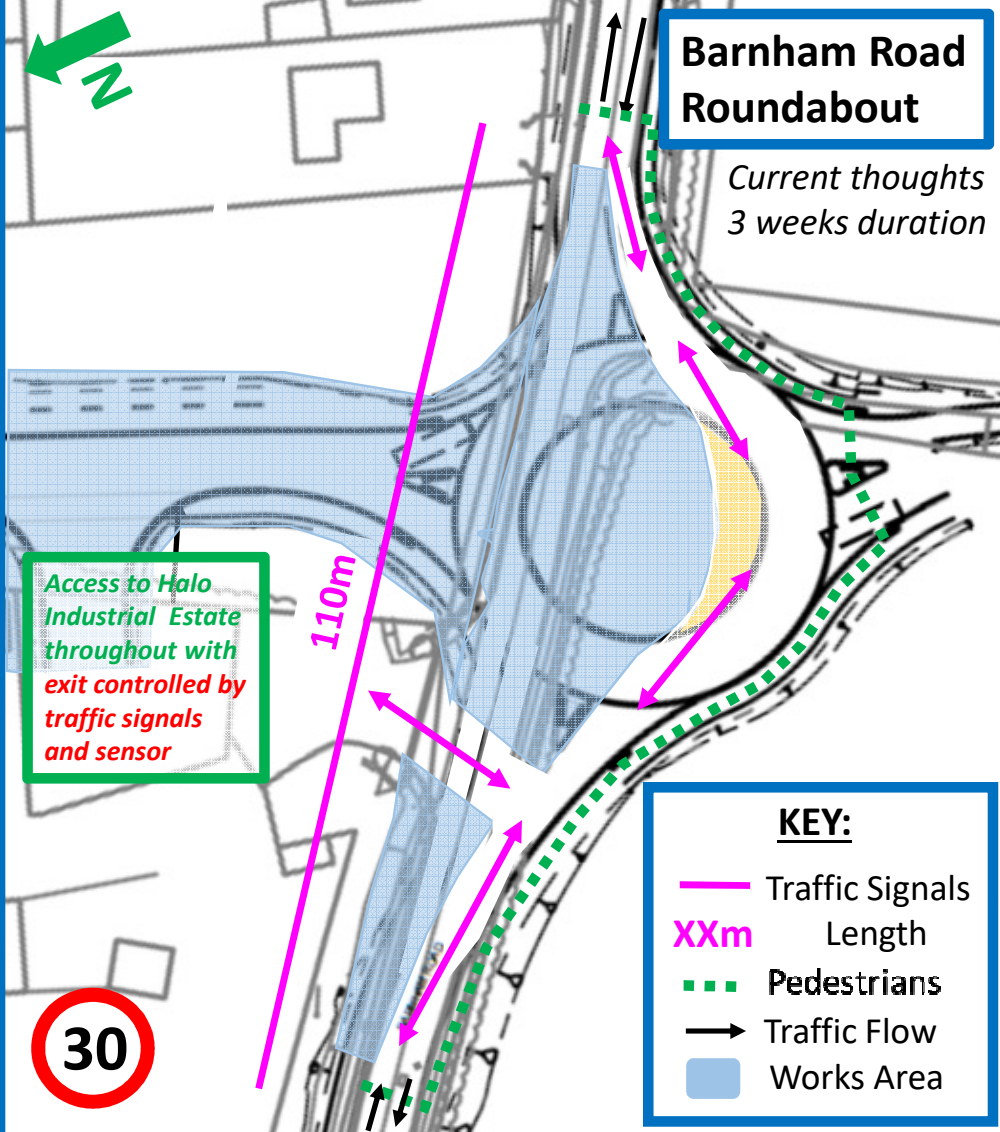 N
Barnham Road
Roundabout
Current thoughts
3 weeks duration
110m
Access to Halo
Industrial Estate
throughout with
exit controlled by
traffic signals
and sensor
30
KEY:
Traffic Signals
XXm Length
Pedestrians
Traffic Flow
Works Area